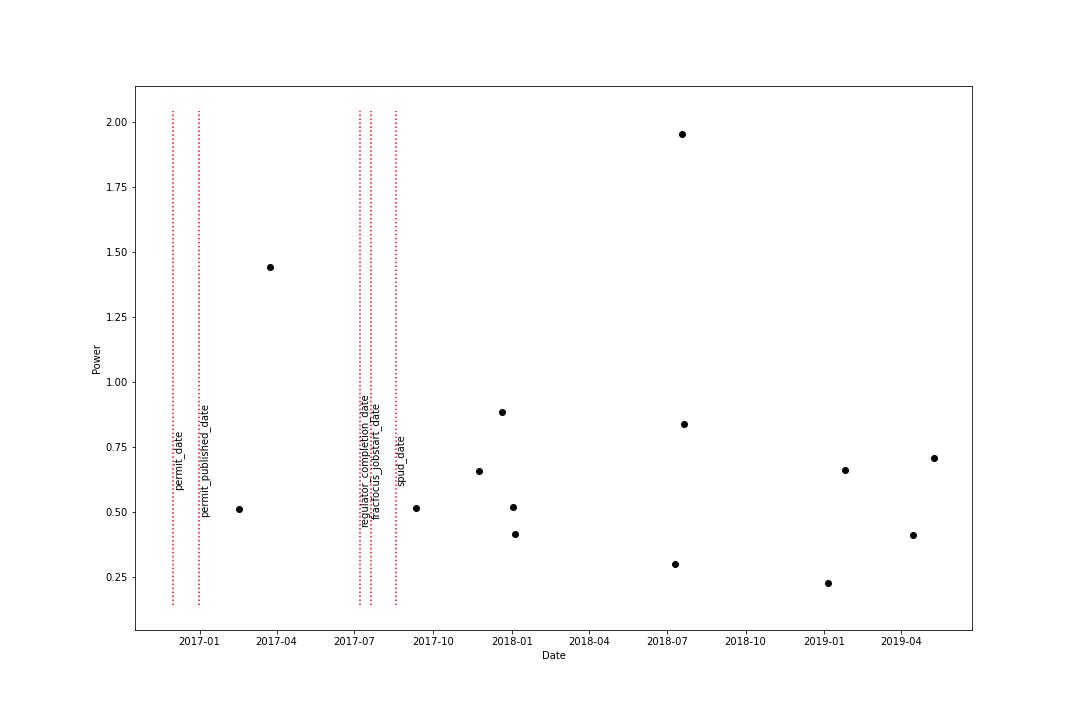 2.00
1.75
1.50
1.25
1.00
0.75
0.50
0.25
Power
permit_date
permit_published_date
regulator_completion_date
fracfocus_jobstart_date
spud_date
2017-01
2017-04
2017-07
2017-10
2018-01
2018-04
2018-07
2018-10
2019-01
2019-04
Date